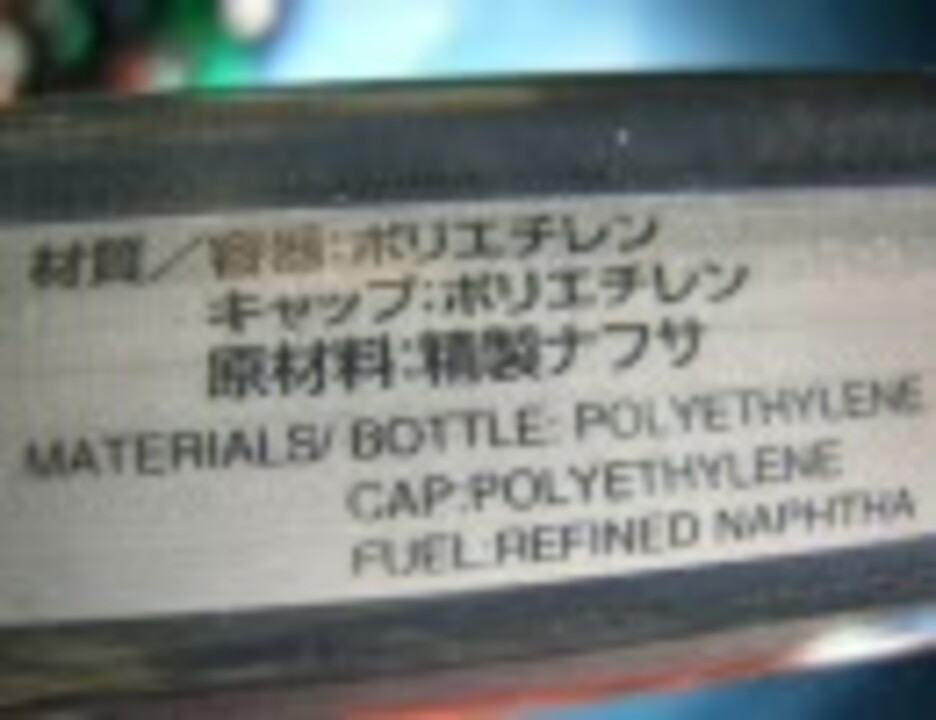 材質／容器:ポリエチレン
キャップ:ポリエチレン
原材料:精製ナフサ
MATERIALS/ BOTTLE: POLYETHYLENE
CAP:POLYETHYLENE
FUEL:REFINED NAPHTHA